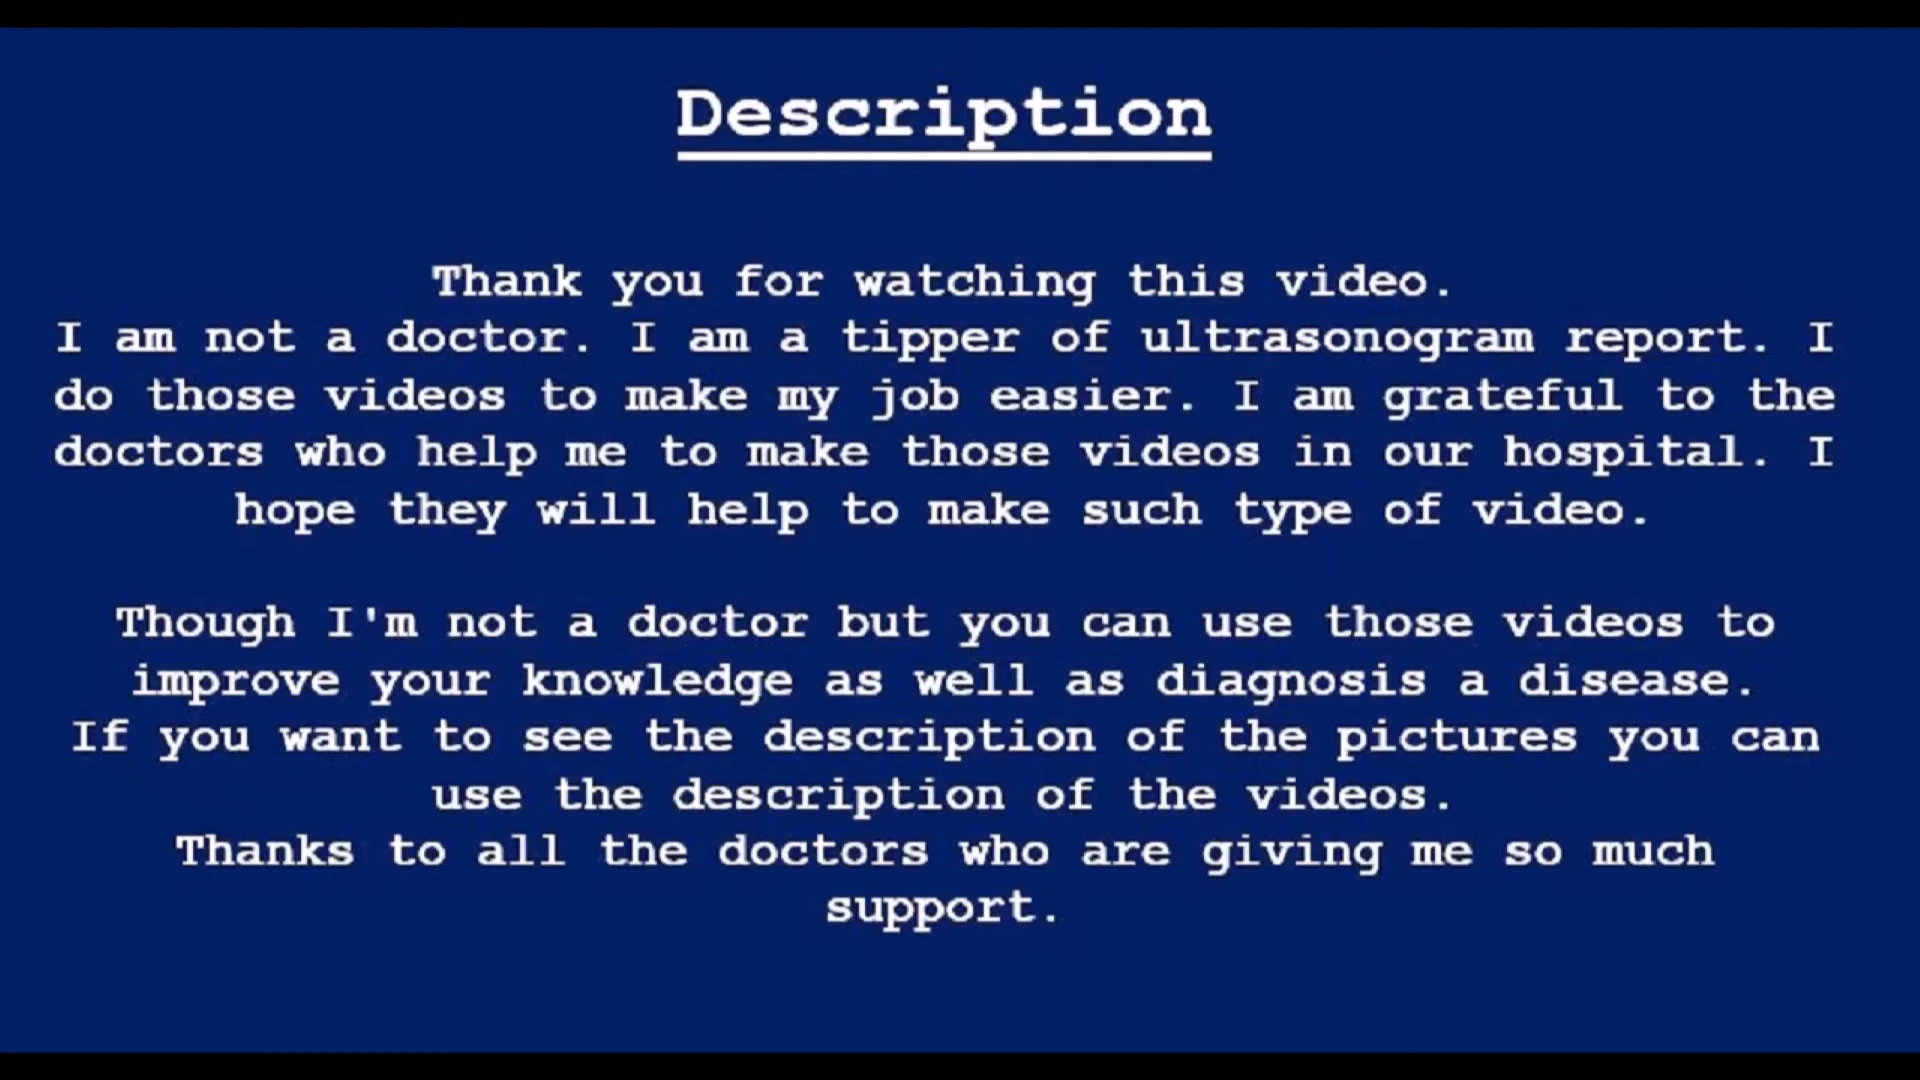 Description
Thank you for watching this video.
I am not a doctor. I am a tipper of ultrasonogram report. I
do those videos to make my job easier. I am grateful to the
doctors who help me to make those videos in our hospital. I
hope they will help to make such type of video.
Though I'm not a doctor but you can use those videos to
improve your knowledge as well as diagnosis a disease.
If you want to see the description of the pictures you can
use the description of the videos.
Thanks to all the doctors who are giving me so much
support.